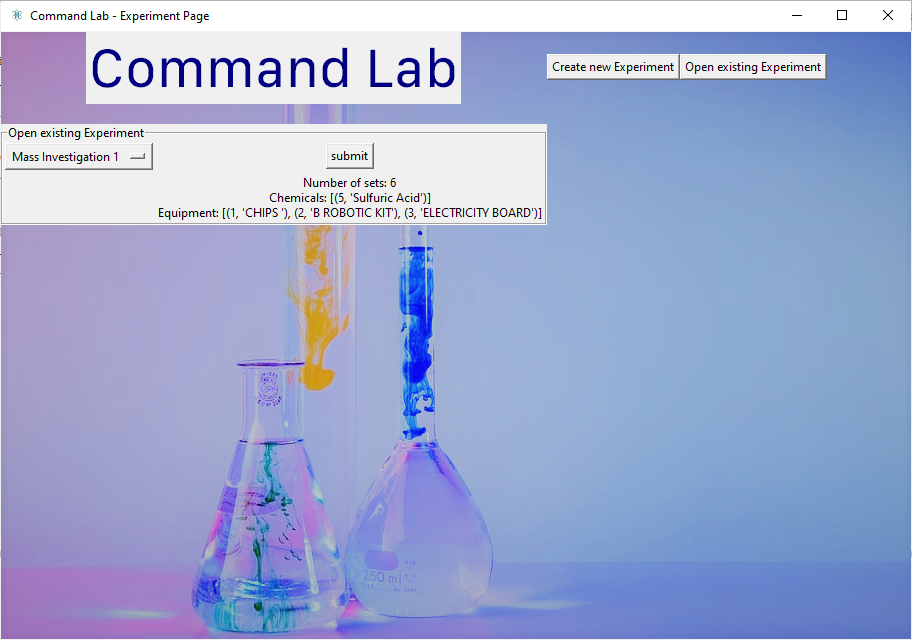 Command Lab - Experiment Page
Command Lab
Create new Experiment
Open existing Experiment
Open existing Experiment
Mass Investigation 1
submit
Number of sets: 6
Chemicals: [(5, 'Sulfuric Acid')]
Equipment: [(1, 'CHIPS '), (2, 'B ROBOTIC KIT'), (3, 'ELECTRICITY BOARD')]
250 ml